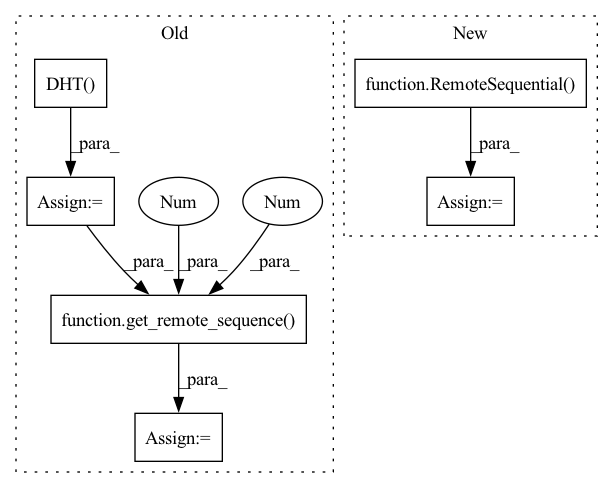 Old
New
DHT()
function.RemoteSequential()
_para_
_para_
Assign:=
Num
Num
Assign:=
_para_
_para_
_para_
function.get_remote_sequence()
_para_
Assign:=